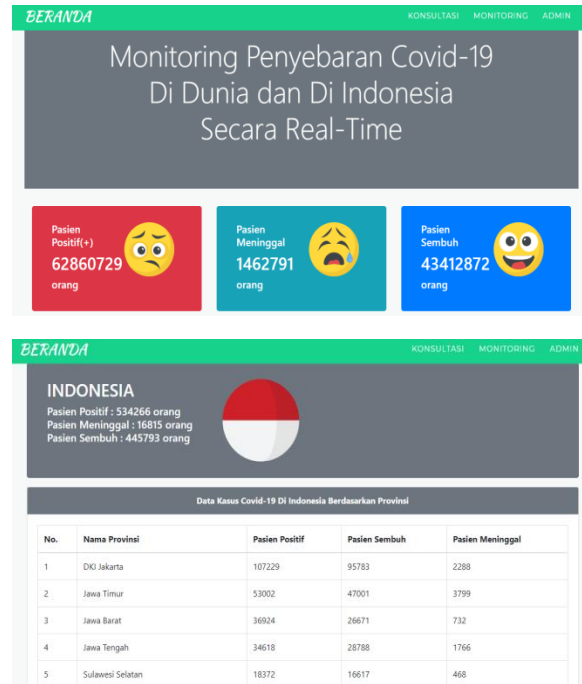 BERANDA KONSULTASI MONITORING ADMIN
Monitoring Penyebaran Covid-19
Di Dunia dan Di Indonesia
Secara Real-Time
Pasien
Positif(+)
62860729
orang
Pasien
Meninggal
1462791
orang
Pasien
Sembuh
43412872
orang
BERANDA KONSULTASI MONITORING ADMIN
INDONESIA
Pasien Positif : 534266 orang
Pasien Meninggal : 16815 orang
Pasien Sembuh : 445793 orang
Data Kasus Covid-19 Di Indonesia Berdasarkan Provinsi
No. Nama Provinsi Pasien Positif Pasien Sembuh Pasien Meninggal
1 DKI Jakarta 107229 95783 2288
2 Jawa Timur 53002 47001 3799
3 Jawa Barat 36924 26671 732
4 Jawa Tengah 34618 28788 1766
5 Sulawesi Selatan 18372 16617 468